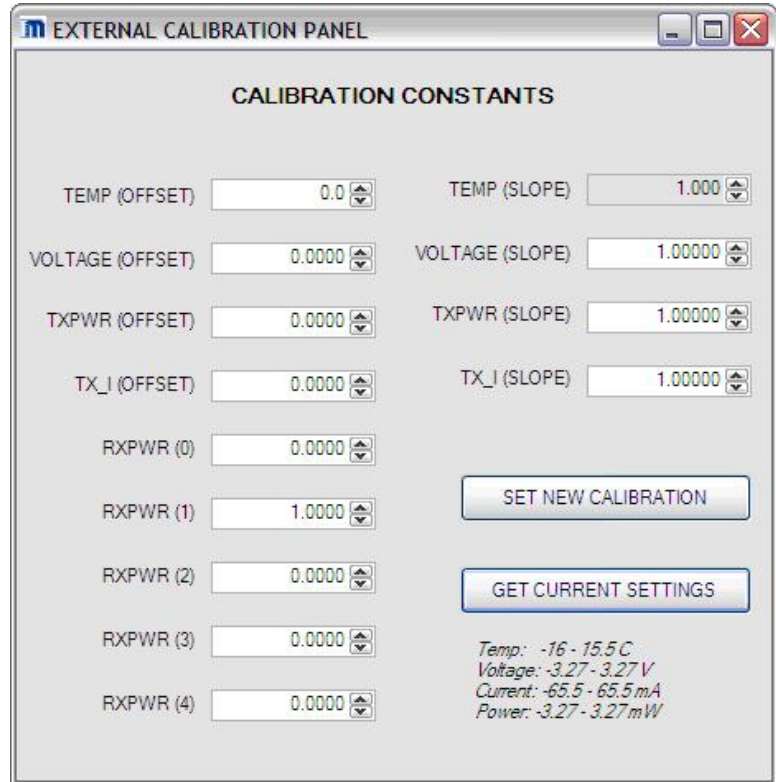 m EXTERNAL CALIBRATION PANEL
CALIBRATION CONSTANTS
TEMP (OFFSET) 0.0 TEMP (SLOPE) 1.000
VOLTAGE (OFFSET) 0.0000 VOLTAGE (SLOPE) 1.00000
TXPWR (OFFSET) 0.0000 TXPWR (SLOPE) 1.00000
TX_I (OFFSET) 0.0000 TX_I (SLOPE) 1.00000
RXPWR (0) 0.0000
RXPWR (1) 1.0000
SET NEW CALIBRATION
RXPWR (2) 0.0000
GET CURRENT SETTINGS
RXPWR (3) 0.0000
Temp: -16 - 15.5 C
Voltage: -3.27 - 3.27 V
Current: -65.5 - 65.5 mA
Power: -3.27 - 3.27 mW
RXPWR (4) 0.0000